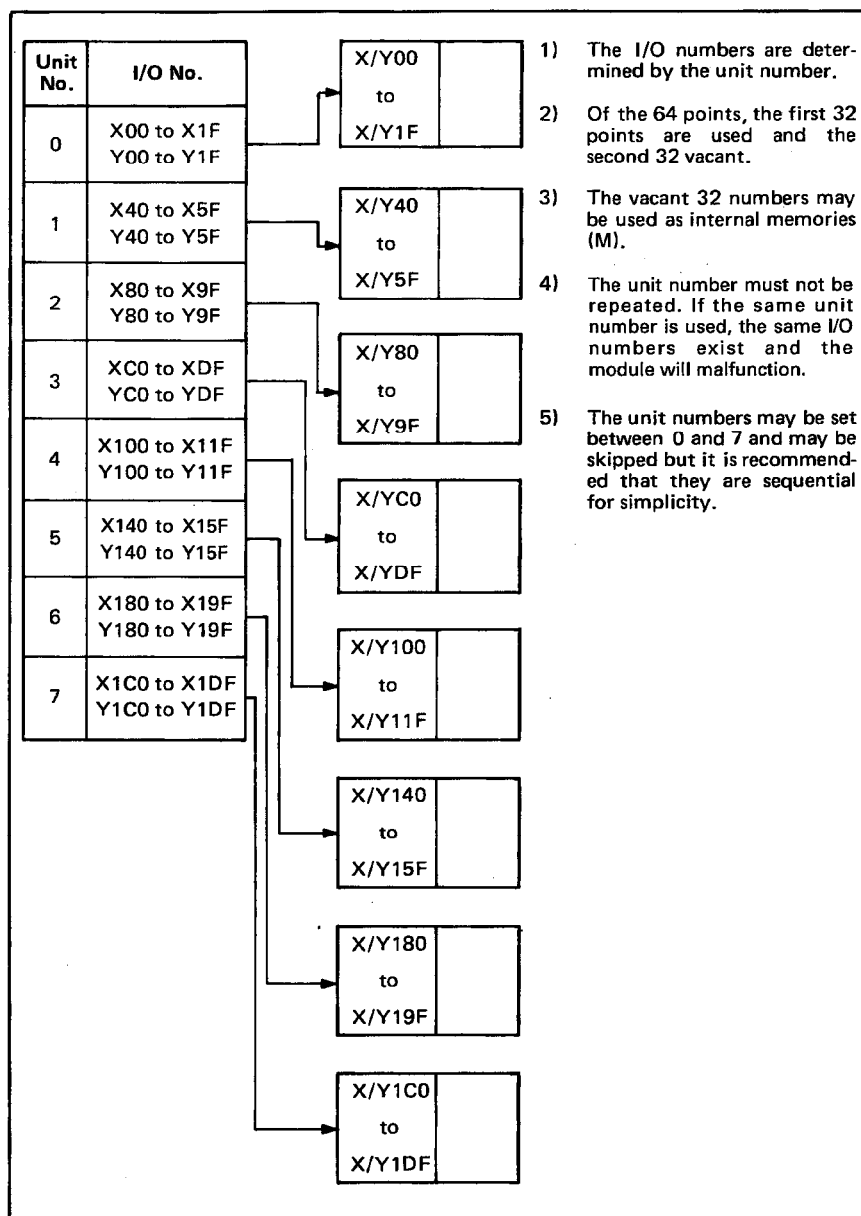 Unit No.
I/O No.
0
X00 to X1F
Y00 to Y1F
1
X40 to X5F
Y40 to Y5F
2
X80 to X9F
Y80 to Y9F
3
XC0 to XDF
YC0 to YDF
4
X100 to X11F
Y100 to Y11F
5
X140 to X15F
Y140 to Y15F
6
X180 to X19F
Y180 to Y19F
7
X1C0 to X1DF
Y1C0 to Y1DF
X/Y00
to
X/Y1F
X/Y40
to
X/Y5F
X/Y80
to
X/Y9F
X/YC0
to
X/YDF
X/Y100
to
X/Y11F
X/Y140
to
X/Y15F
X/Y180
to
X/Y19F
X/Y1C0
to
X/Y1DF
1) The I/O numbers are deter-
mined by the unit number.
2) Of the 64 points, the first 32
points are used and the
second 32 vacant.
3) The vacant 32 numbers may
be used as internal memories
(M).
4) The unit number must not be
repeated. If the same unit
number is used, the same I/O
numbers exist and the
module will malfunction.
5) The unit numbers may be set
between 0 and 7 and may be
skipped but it is recommend-
ed that they are sequential
for simplicity.